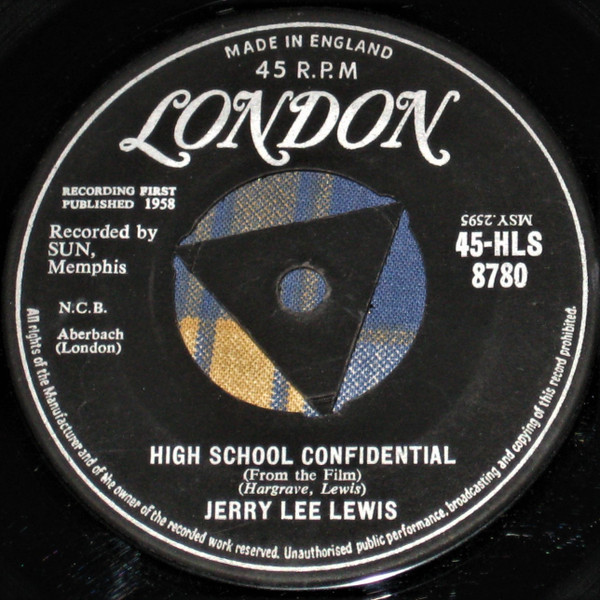 MADE IN ENGLAND
45 R.P.M
LONDON
RECORDING FIRST
PUBLISHED 1958
Recorded by
SUN,
Memphis
N.C.B.
Aberbach
(London)
MSY.2595
45-HLS
8780
HIGH SCHOOL CONFIDENTIAL
(From the Film)
(Hargrave, Lewis)
JERRY LEE LEWIS
All rights of the Manufacturer and of the owner of the recorded work reserved. Unauthorised public performance, broadcasting and copying of this record prohibited.